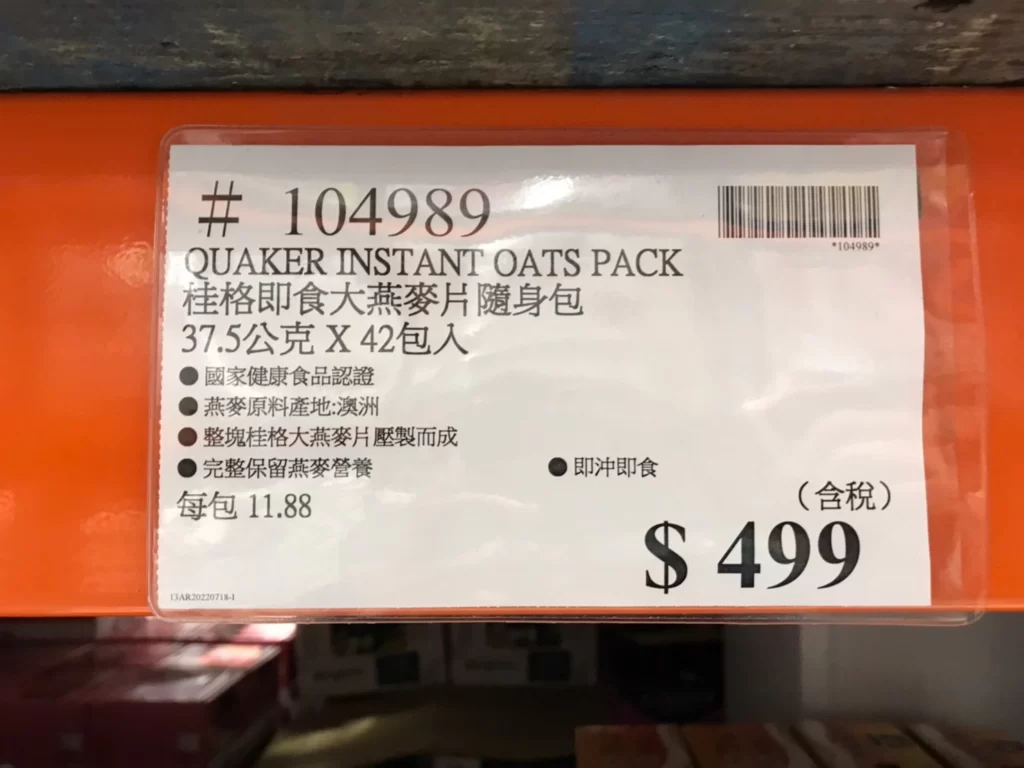 # 104989
*104989*
QUAKER INSTANT OATS PACK
桂格即食大燕麥片隨身包
37.5公克 X 42包入
●國家健康食品認證
●燕麥原料產地:澳洲
●整塊桂格大燕麥片壓製而成
●完整保留燕麥營養 ●即沖即食
每包 11.88
（含稅）
$ 499
13AR20220718-1